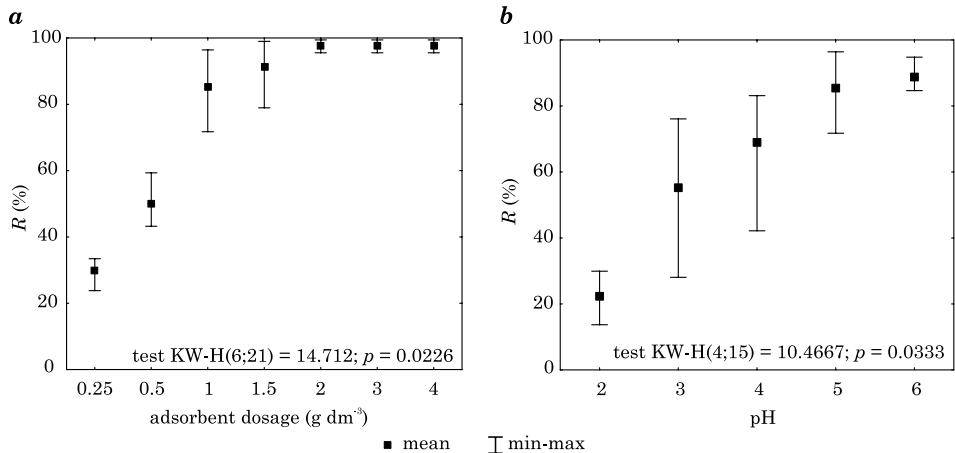 a
100
80
60
40
20
0
R (%)
test KW-H(6;21) = 14.712; p = 0.0226
0.25 0.5 1 1.5 2 3 4
adsorbent dosage (g dm⁻³)
b
100
80
60
40
20
0
R (%)
test KW-H(4;15) = 10.4667; p = 0.0333
2 3 4 5 6
pH
mean min-max